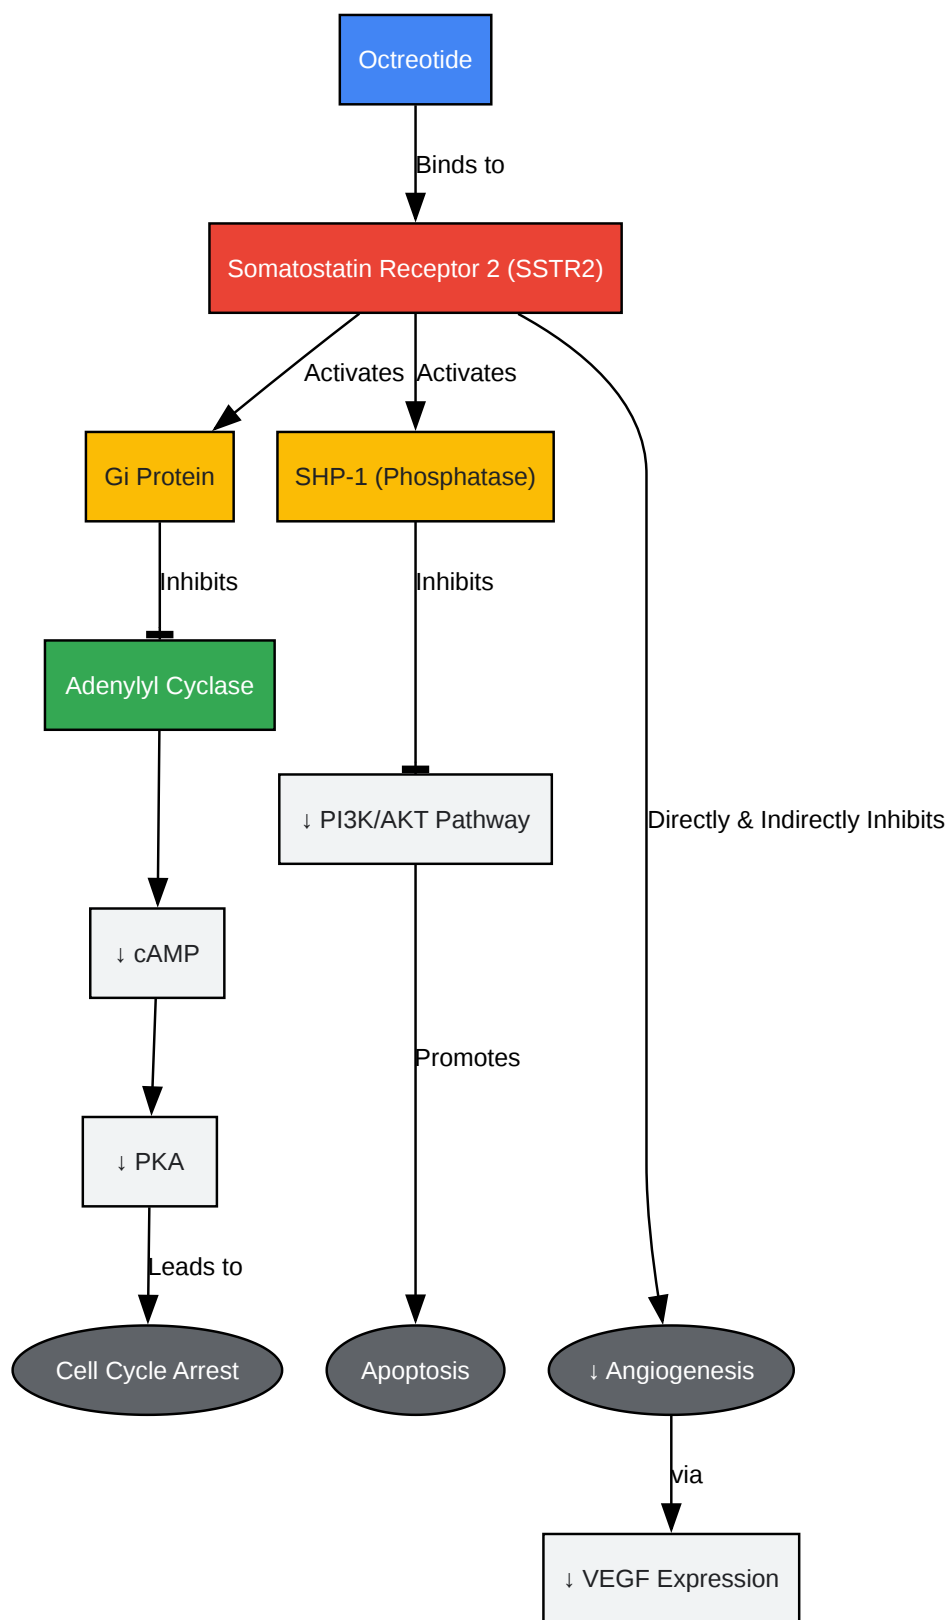 Octreotide
Binds to
Somatostatin Receptor 2 (SSTR2)
Activates
Activates
Gi Protein
SHP-1 (Phosphatase)
Inhibits
Inhibits
Adenylyl Cyclase
↓ PI3K/AKT Pathway
Directly & Indirectly Inhibits
↓ cAMP
Promotes
↓ PKA
Leads to
Cell Cycle Arrest
Apoptosis
↓ Angiogenesis
via
↓ VEGF Expression